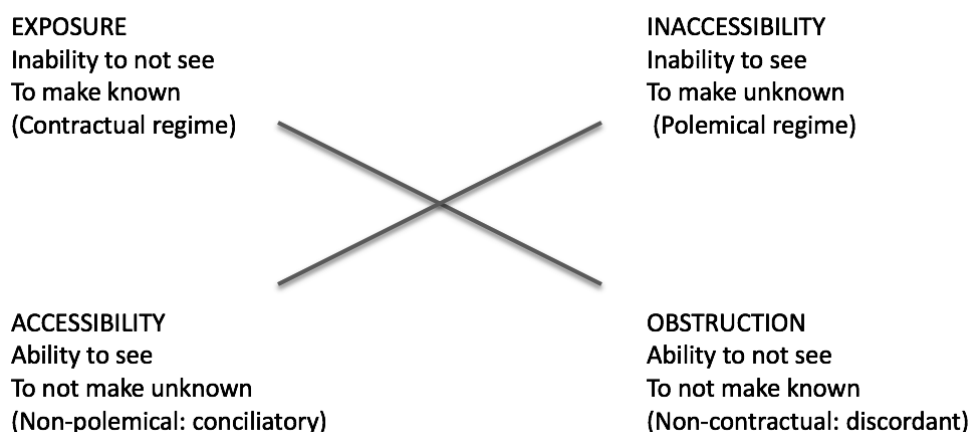 EXPOSURE
Inability to not see
To make known
(Contractual regime)
INACCESSIBILITY
Inability to see
To make unknown
(Polemical regime)
ACCESSIBILITY
Ability to see
To not make unknown
(Non-polemical: conciliatory)
OBSTRUCTION
Ability to not see
To not make known
(Non-contractual: discordant)